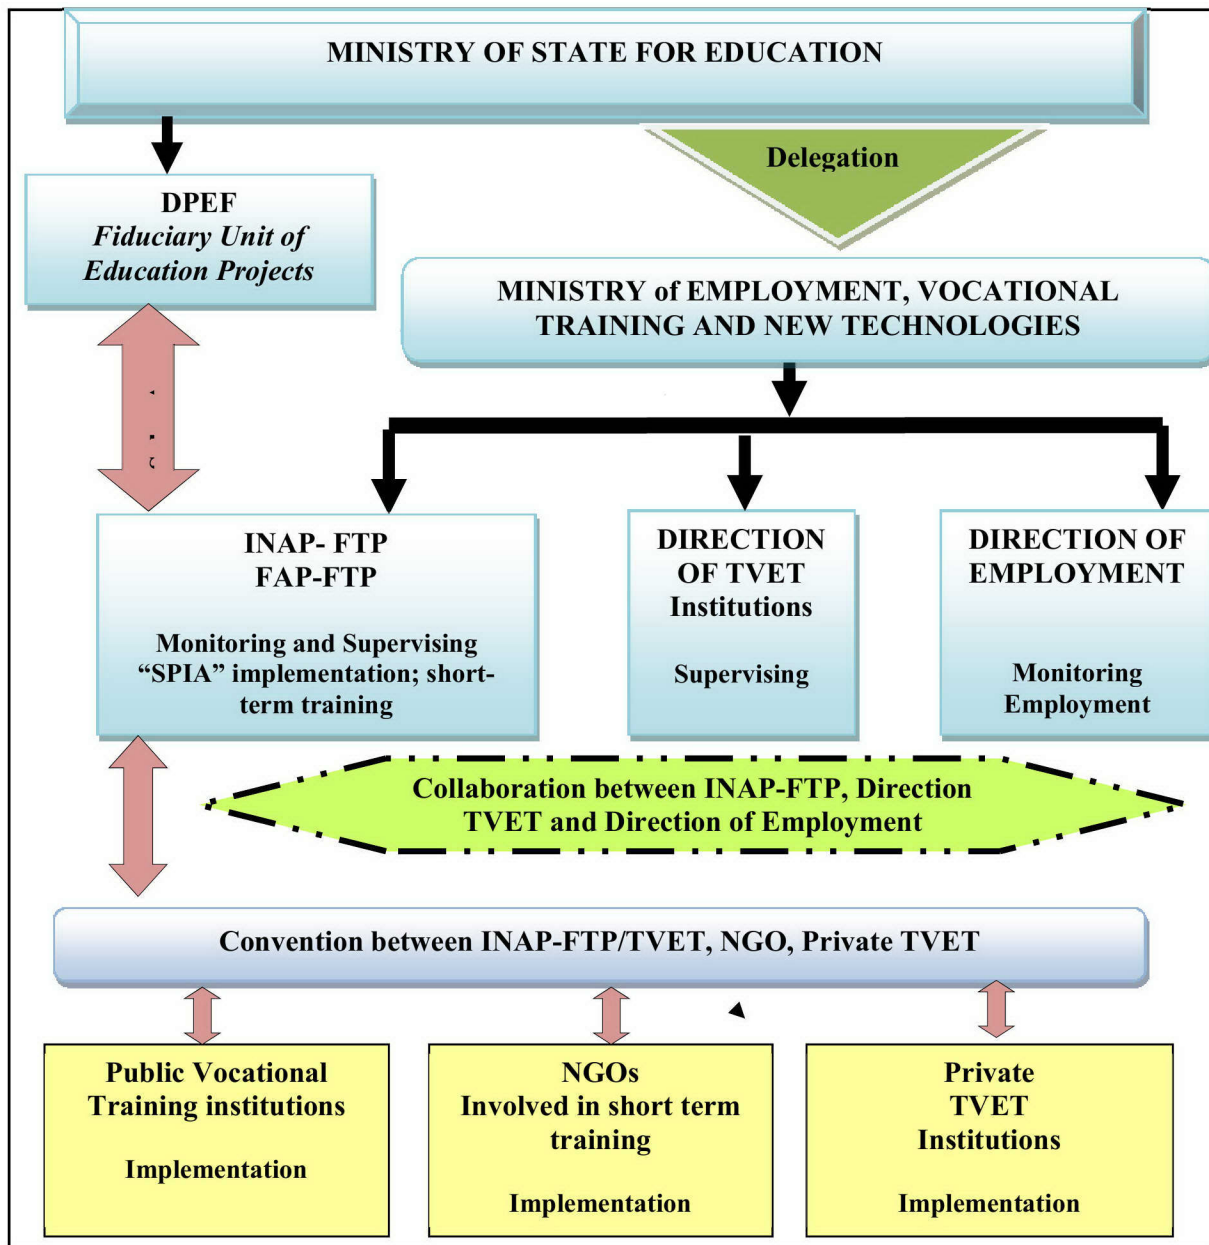 MINISTRY OF STATE FOR EDUCATION
Delegation
DPEF
Fiduciary Unit of
Education Projects
MINISTRY of EMPLOYMENT, VOCATIONAL
TRAINING AND NEW TECHNOLOGIES
INAP- FTP
FAP-FTP
Monitoring and Supervising
“SPIA” implementation; short-
term training
DIRECTION
OF TVET
Institutions
Supervising
DIRECTION OF
EMPLOYMENT
Monitoring
Employment
Collaboration between INAP-FTP, Direction
TVET and Direction of Employment
Convention between INAP-FTP/TVET, NGO, Private TVET
Public Vocational
Training institutions
Implementation
NGOs
Involved in short term
training
Implementation
Private
TVET
Institutions
Implementation